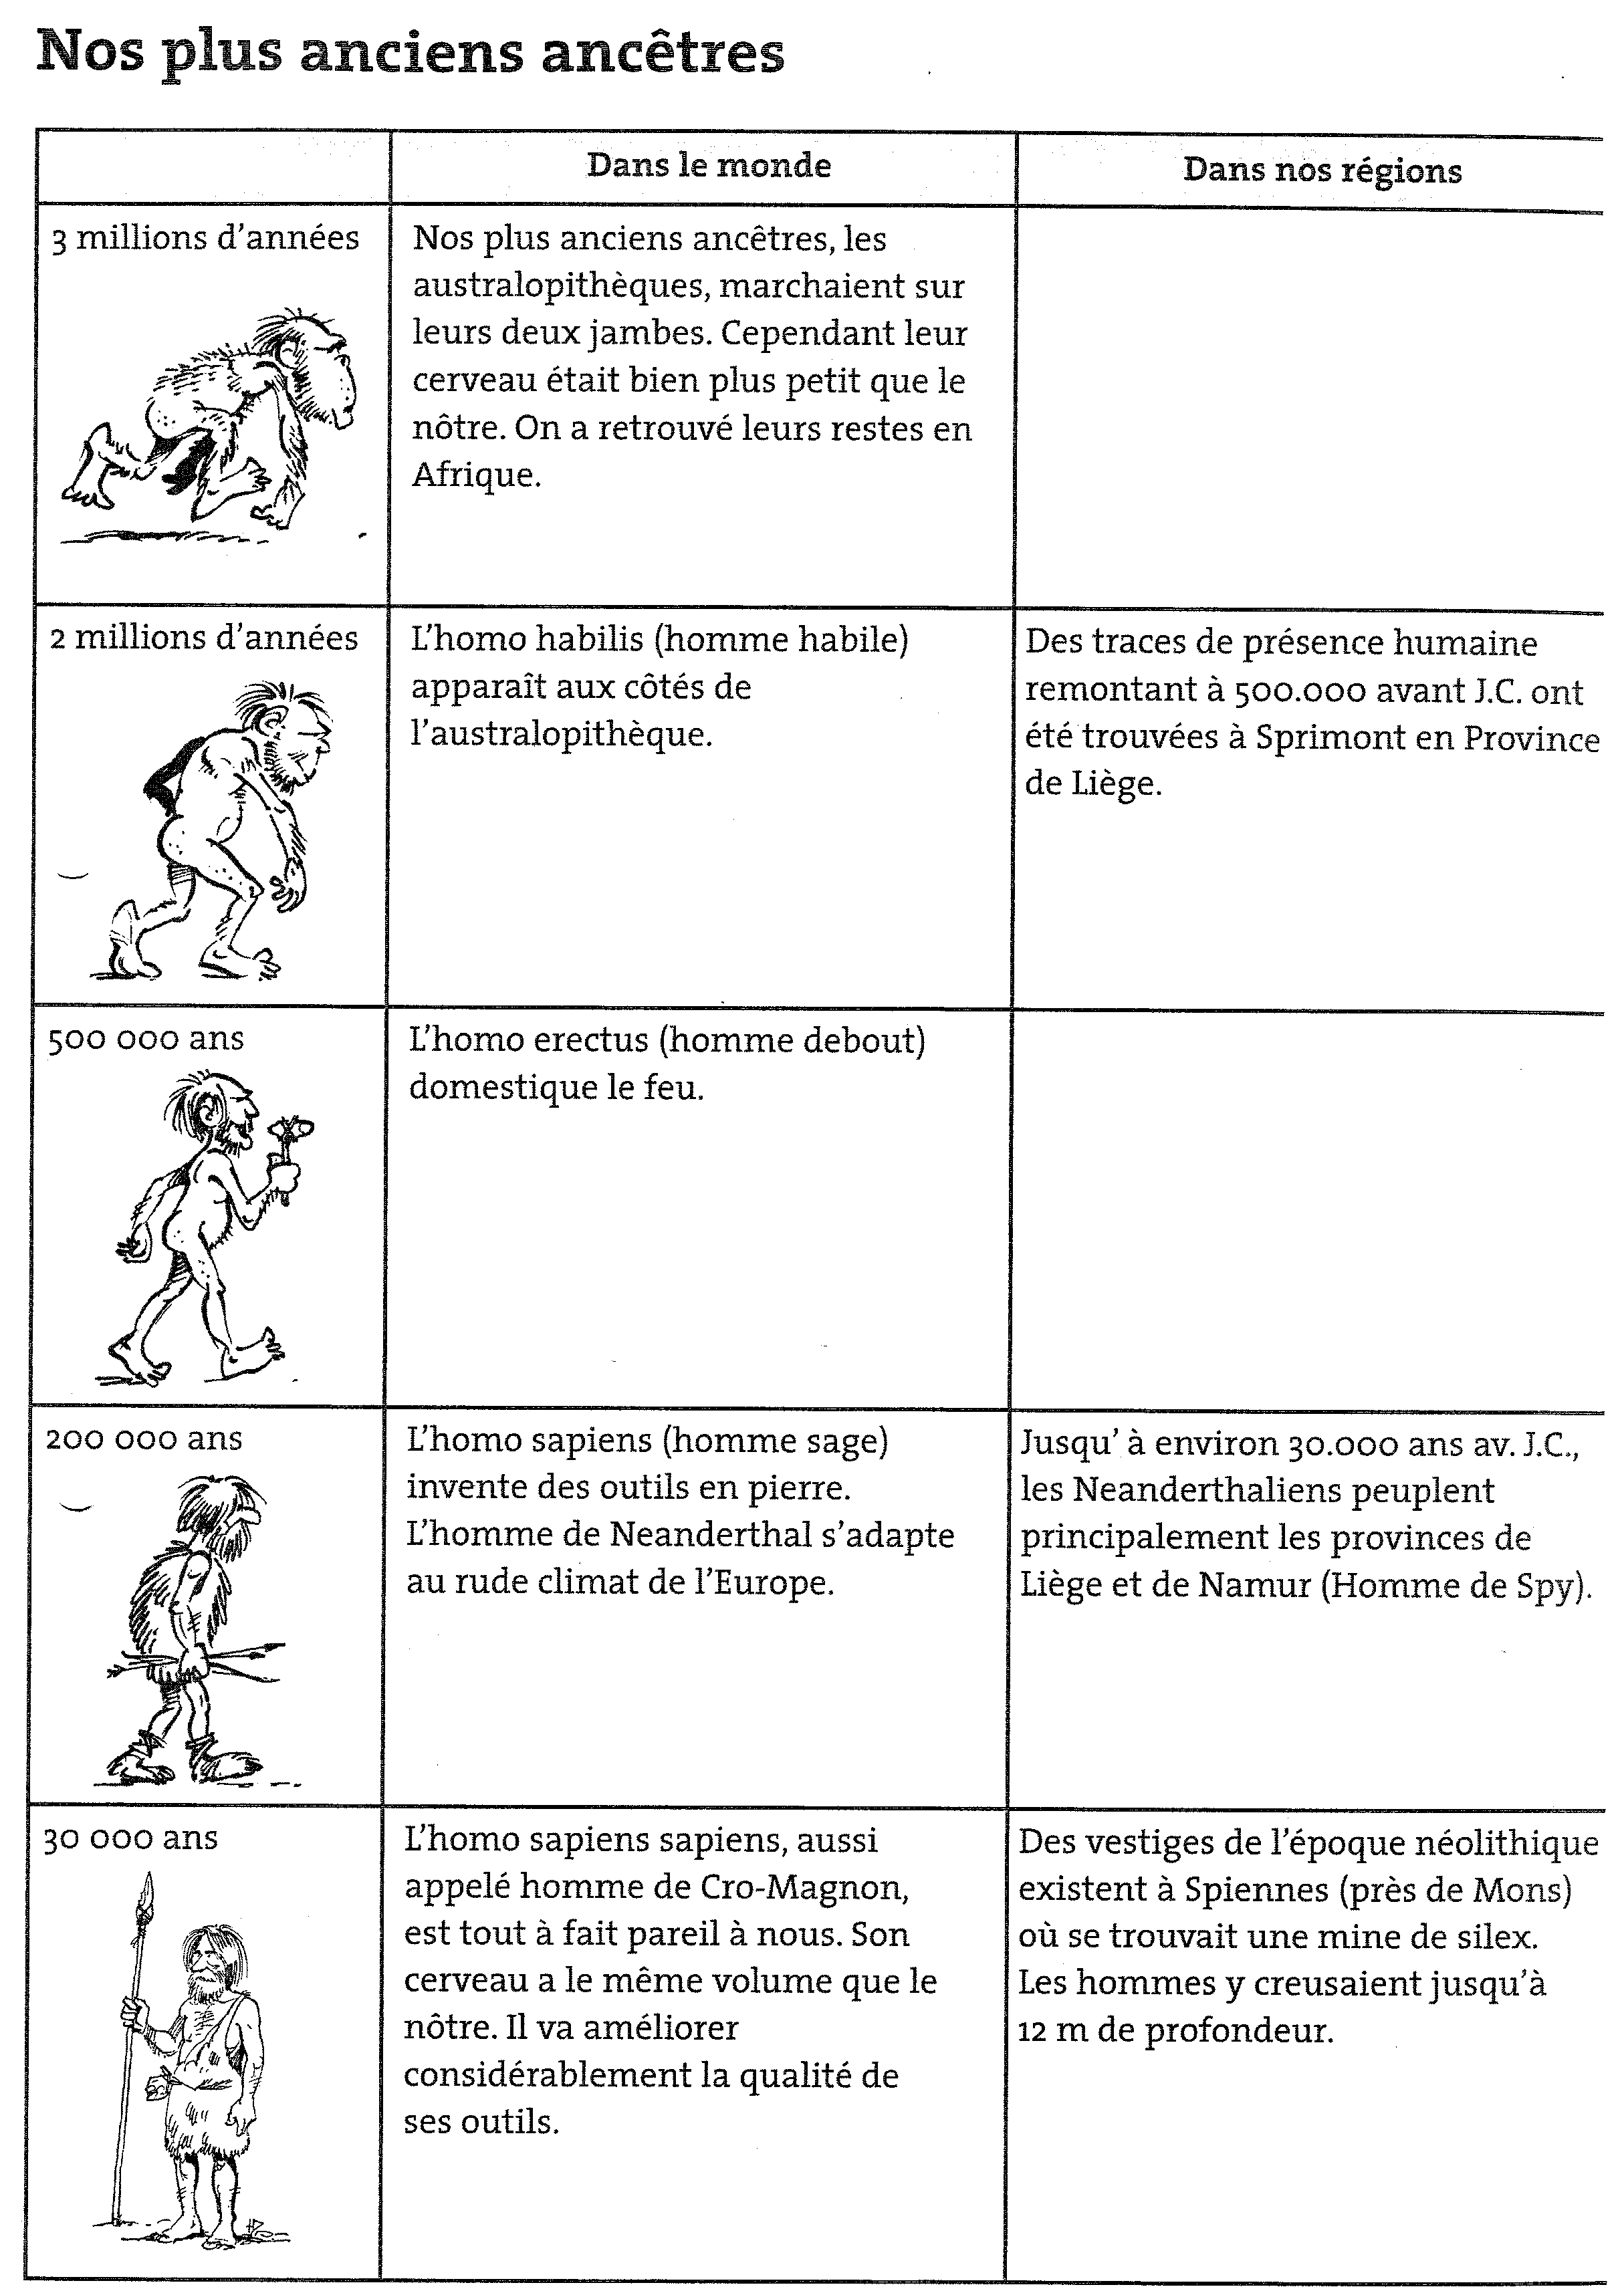 Nos plus anciens ancêtres
Dans le monde
Dans nos régions
3 millions d'années
Nos plus anciens ancêtres, les
australopithèques, marchaient sur
leurs deux jambes. Cependant leur
cerveau était bien plus petit que le
nôtre. On a retrouvé leurs restes en
Afrique.
2 millions d'années
L'homo habilis (homme habile)
apparaît aux côtés de
l'australopithèque.
Des traces de présence humaine
remontant à 500.000 avant J.C. ont
été trouvées à Sprimont en Province
de Liège.
500 000 ans
L'homo erectus (homme debout)
domestique le feu.
200 000 ans
L'homo sapiens (homme sage)
invente des outils en pierre.
L'homme de Neanderthal s'adapte
au rude climat de l'Europe.
Jusqu' à environ 30.000 ans av. J.C.,
les Neanderthaliens peuplent
principalement les provinces de
Liège et de Namur (Homme de Spy).
30 000 ans
L'homo sapiens sapiens, aussi
appelé homme de Cro-Magnon,
est tout à fait pareil à nous. Son
cerveau a le même volume que le
nôtre. Il va améliorer
considérablement la qualité de
ses outils.
Des vestiges de l'époque néolithique
existent à Spiennes (près de Mons)
où se trouvait une mine de silex.
Les hommes y creusaient jusqu'à
12 m de profondeur.